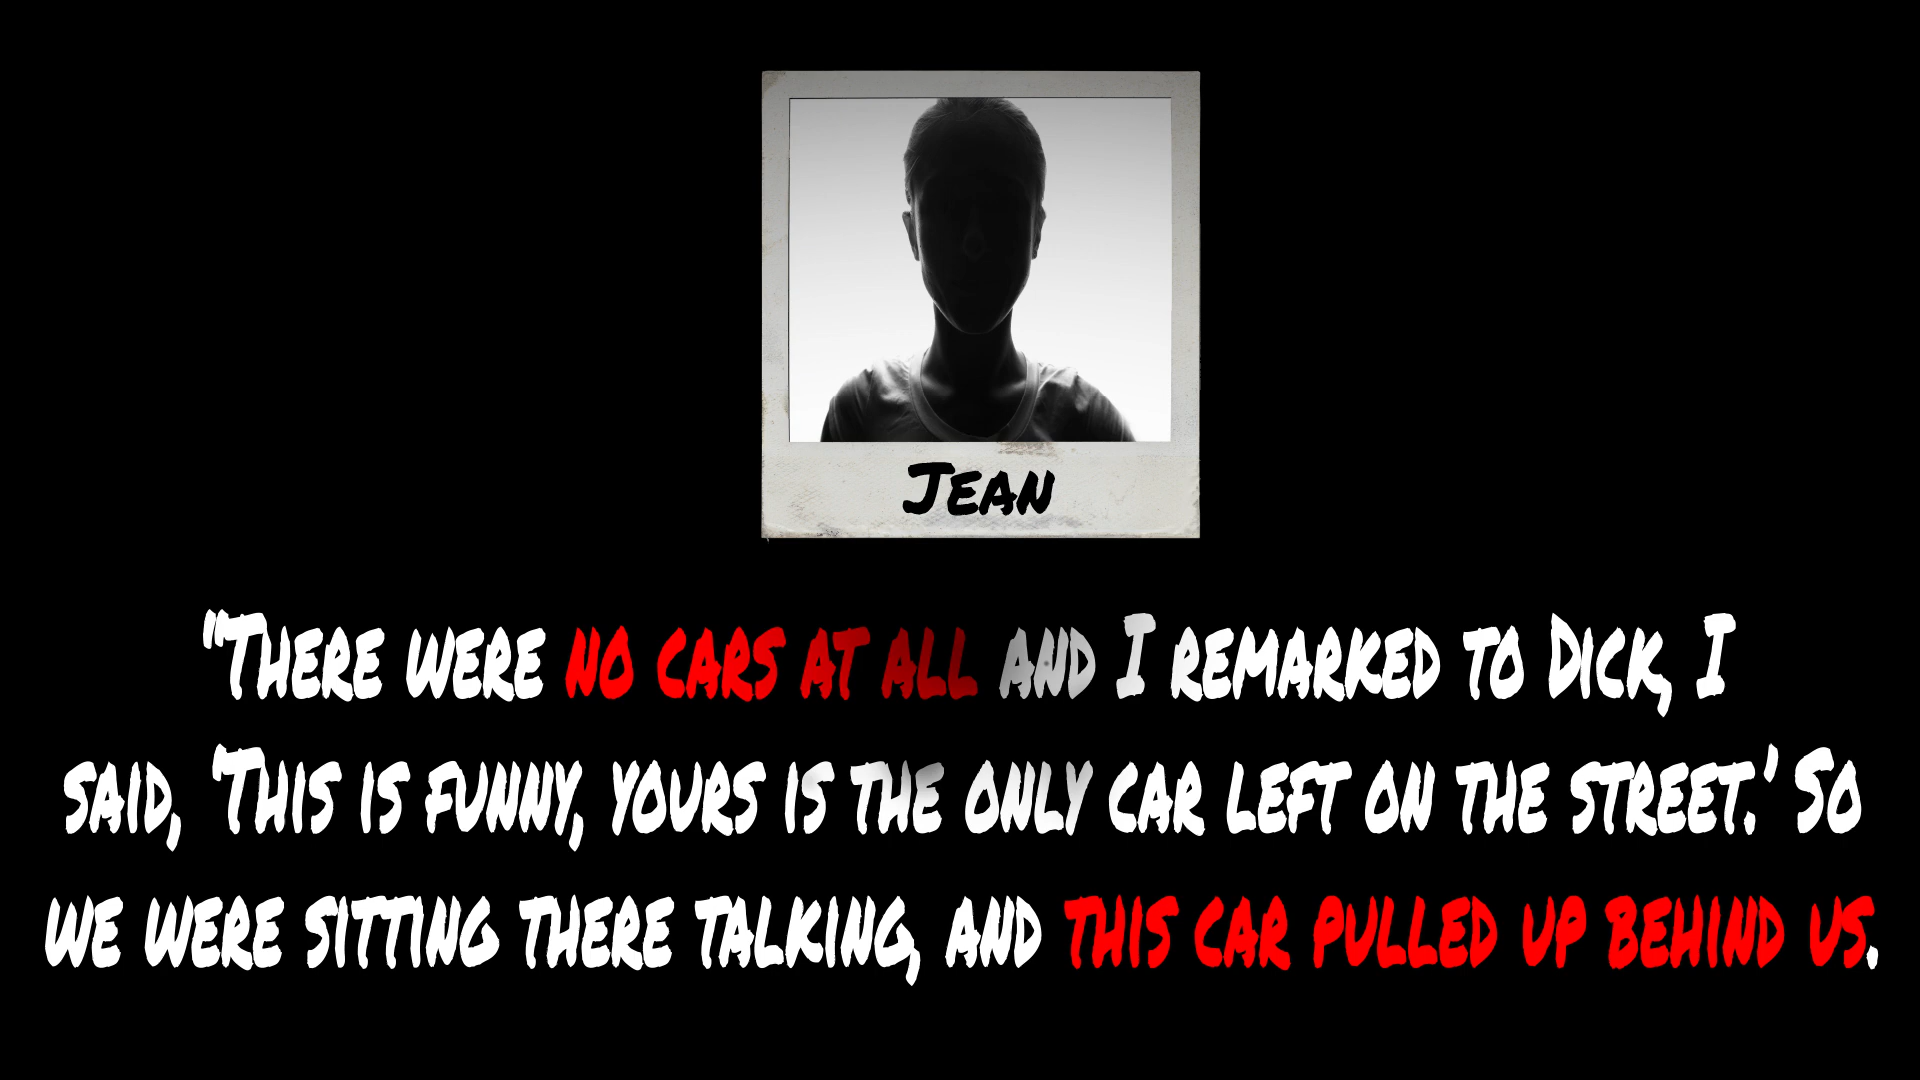 Jean
"There were no cars at all and I remarked to Dick, I
said, 'This is funny, yours is the only car left on the street.' So
we were sitting there talking, and this car pulled up behind us.